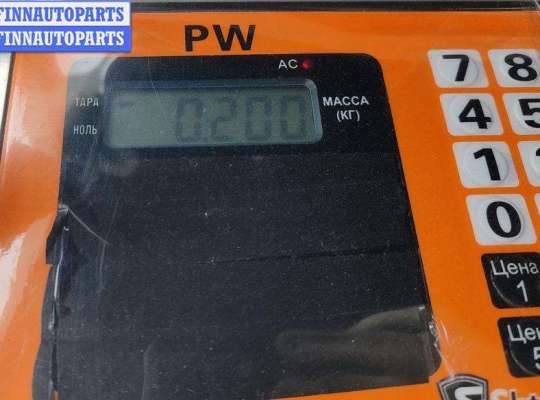 FINNAUTOPARTS
FINNAUTOPARTS
PW
AC
ТАРА
НОЛЬ
0.200
МАССА
(КГ)
7 8
4 5
1
0
Цена
1